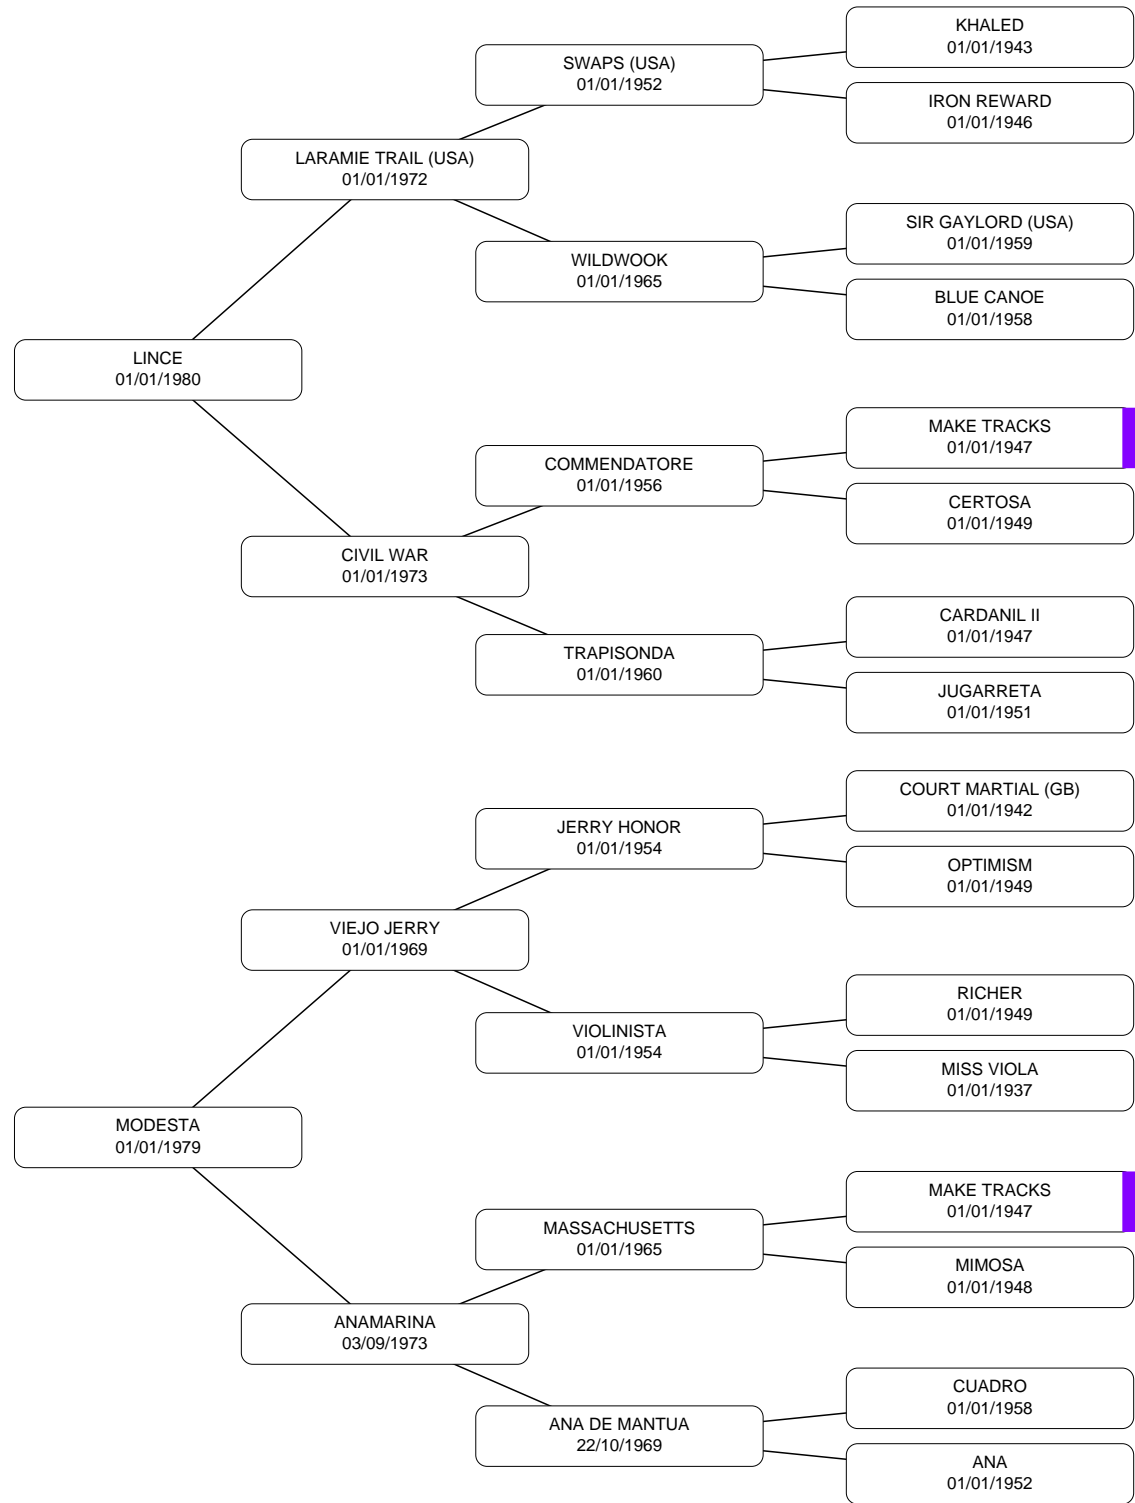 KHALED
01/01/1943
SWAPS (USA)
01/01/1952
IRON REWARD
01/01/1946
LARAMIE TRAIL (USA)
01/01/1972
SIR GAYLORD (USA)
01/01/1959
WILDWOOK
01/01/1965
BLUE CANOE
01/01/1958
LINCE
01/01/1980
MAKE TRACKS
01/01/1947
COMMENDATORE
01/01/1956
CERTOSA
01/01/1949
CIVIL WAR
01/01/1973
CARDANIL II
01/01/1947
TRAPISONDA
01/01/1960
JUGARRETA
01/01/1951
COURT MARTIAL (GB)
01/01/1942
JERRY HONOR
01/01/1954
OPTIMISM
01/01/1949
VIEJO JERRY
01/01/1969
RICHER
01/01/1949
VIOLINISTA
01/01/1954
MISS VIOLA
01/01/1937
MODESTA
01/01/1979
MAKE TRACKS
01/01/1947
MASSACHUSETTS
01/01/1965
MIMOSA
01/01/1948
ANAMARINA
03/09/1973
CUADRO
01/01/1958
ANA DE MANTUA
22/10/1969
ANA
01/01/1952